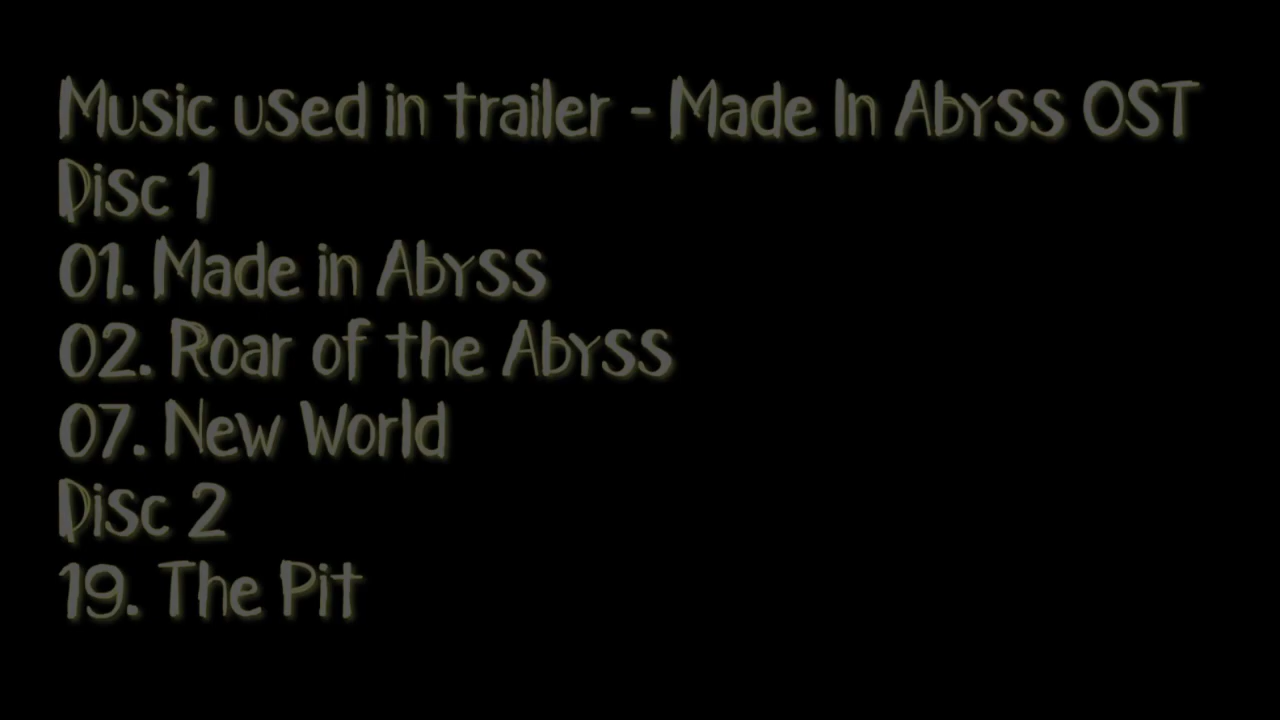 Music used in trailer - Made In Abyss OST
Disc 1
01. Made in Abyss
02. Roar of the Abyss
07. New World
Disc 2
19. The Pit